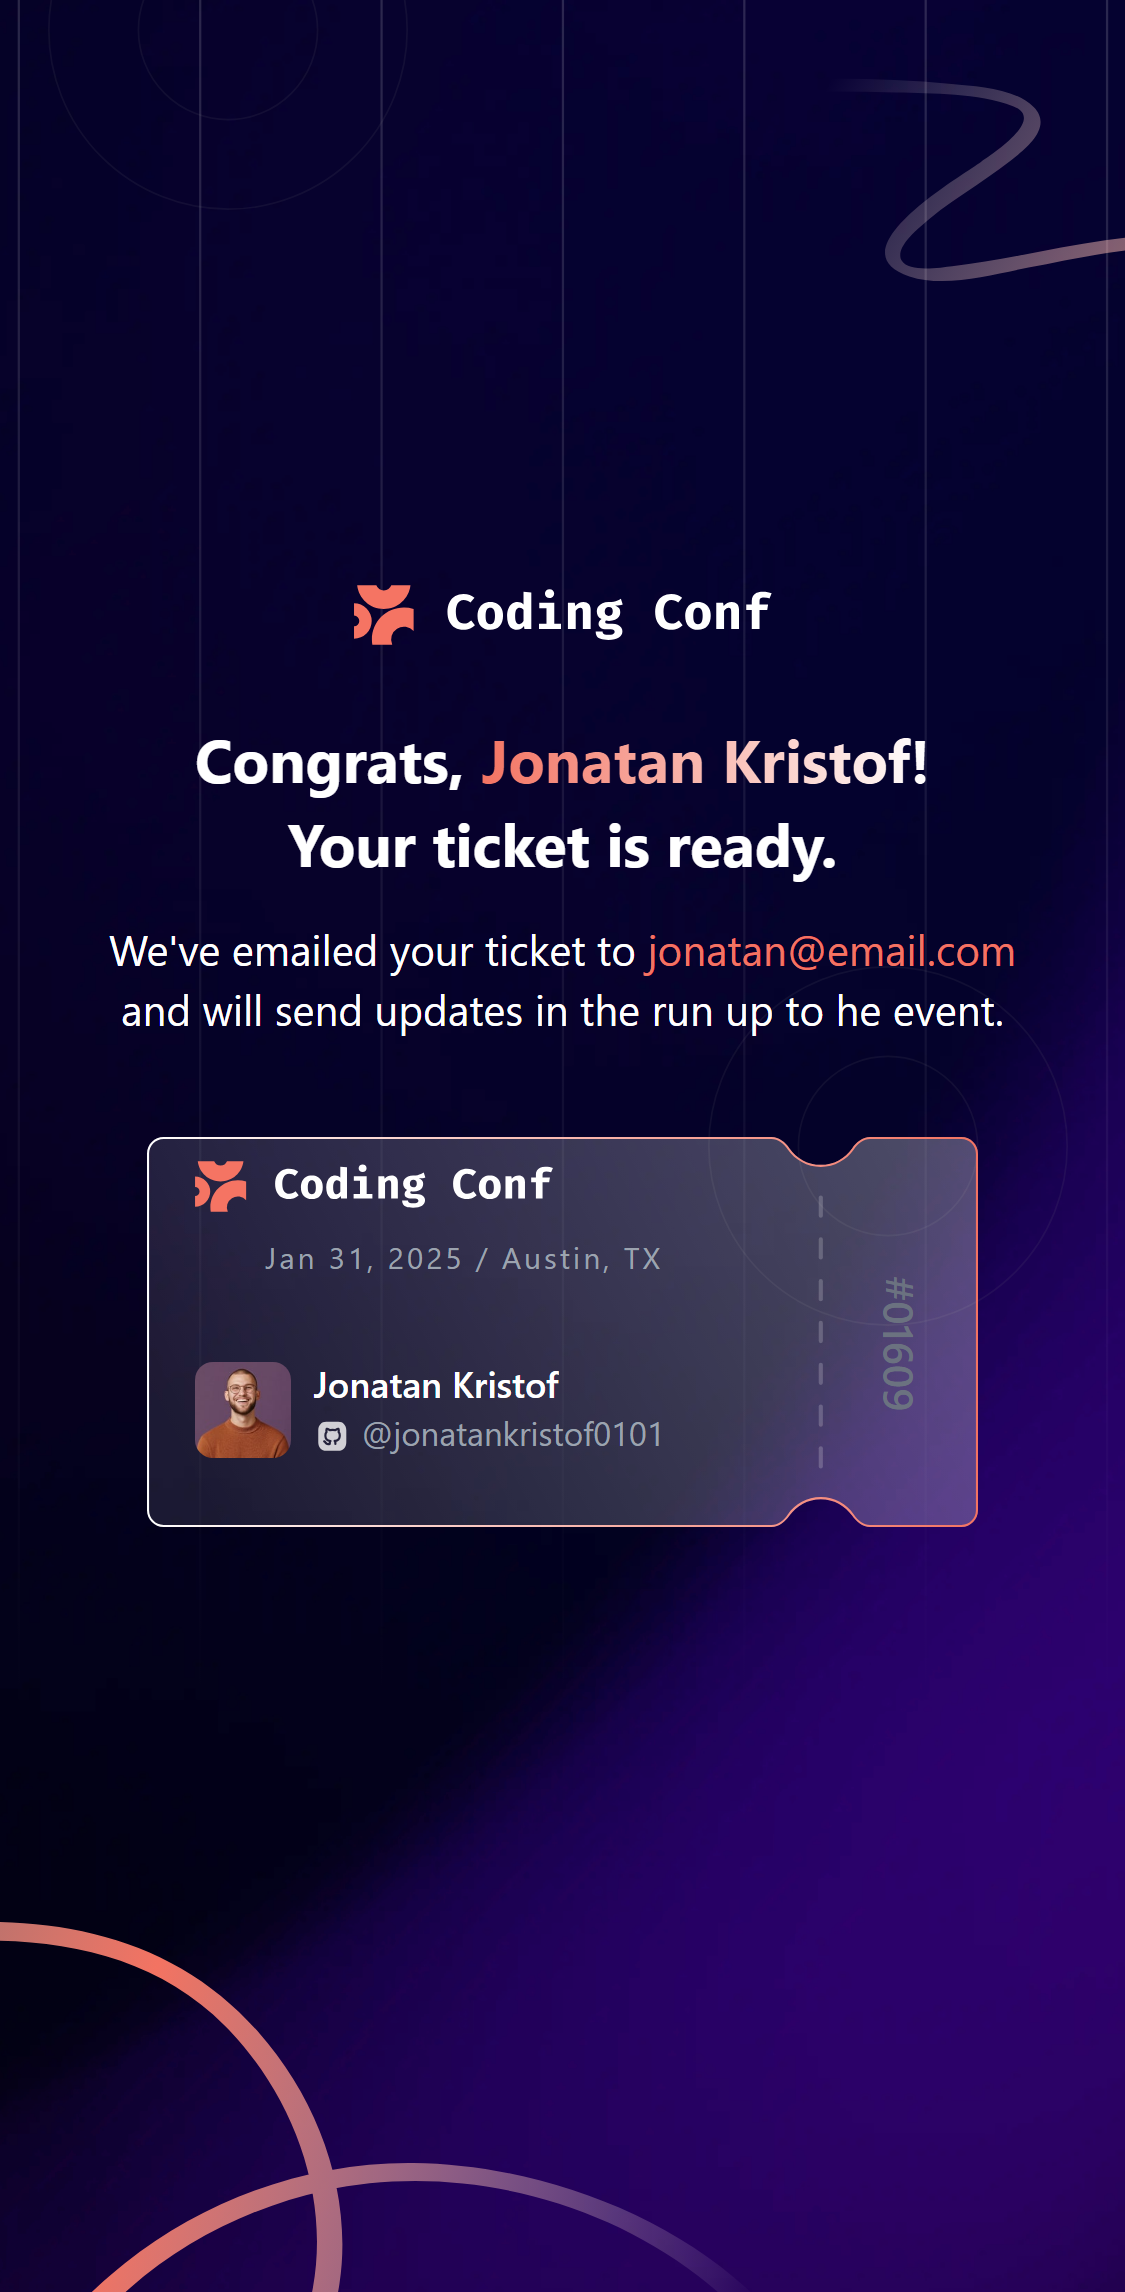 Coding Conf
Congrats, Jonatan Kristof!
Your ticket is ready.
We've emailed your ticket to jonatan@email.com
and will send updates in the run up to he event.
Coding Conf
Jan 31, 2025 / Austin, TX
Jonatan Kristof
@jonatankristof0101
#01609